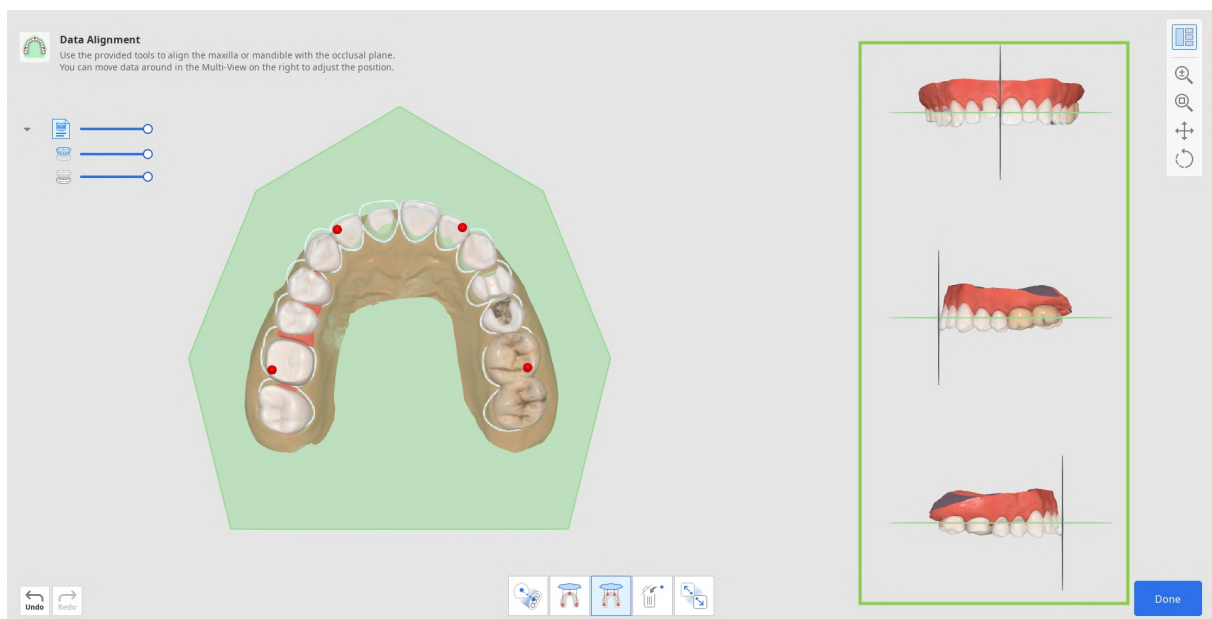 Data Alignment
Use the provided tools to align the maxilla or mandible with the occlusal plane.
You can move data around in the Multi-View on the right to adjust the position.
Undo
Redo
Done